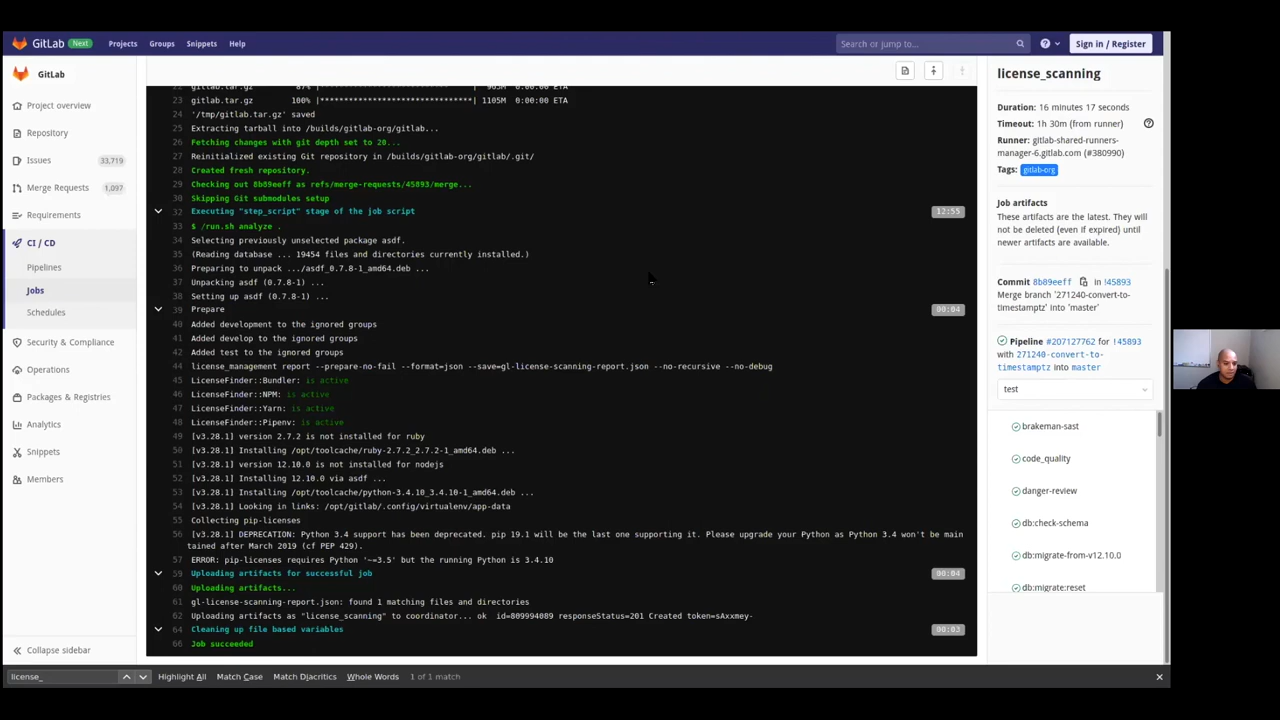 GitLab Next Projects Groups Snippets Help Search or jump to... Sign in / Register
GitLab
Project overview
Repository
Issues 33,719
Merge Requests 1,097
Requirements
CI / CD
Pipelines
Jobs
Schedules
Security & Compliance
Operations
Packages & Registries
Analytics
Snippets
Members
Collapse sidebar
gitlab.tar.gz 87% 0:00:00 ETA
23 gitlab.tar.gz 100% |********************************| 1105M 0:00:00 ETA
24 '/tmp/gitlab.tar.gz' saved
25 Extracting tarball into /builds/gitlab-org/gitlab...
26 Fetching changes with git depth set to 20...
27 Reinitialized existing Git repository in /builds/gitlab-org/gitlab/.git/
28 Created fresh repository.
29 Checking out 8b89eeff as refs/merge-requests/45893/merge...
30 Skipping Git submodules setup
32 Executing "step_script" stage of the job script 12:55
33 $ /run.sh analyze .
34 Selecting previously unselected package asdf.
35 (Reading database ... 19454 files and directories currently installed.)
36 Preparing to unpack .../asdf_0.7.8-1_amd64.deb ...
37 Unpacking asdf (0.7.8-1) ...
38 Setting up asdf (0.7.8-1) ...
39 Prepare 00:04
40 Added development to the ignored groups
41 Added develop to the ignored groups
42 Added test to the ignored groups
44 license_management report --prepare-no-fail --format=json --save=gl-license-scanning-report.json --no-recursive --no-debug
45 LicenseFinder::Bundler: is active
46 LicenseFinder::NPM: is active
47 LicenseFinder::Yarn: is active
48 LicenseFinder::Pipenv: is active
49 [v3.28.1] version 2.7.2 is not installed for ruby
50 [v3.28.1] Installing /opt/toolcache/ruby-2.7.2_2.7.2-1_amd64.deb ...
51 [v3.28.1] version 12.10.0 is not installed for nodejs
52 [v3.28.1] Installing 12.10.0 via asdf ...
53 [v3.28.1] Installing /opt/toolcache/python-3.4.10_3.4.10-1_amd64.deb ...
54 [v3.28.1] Looking in links: /opt/gitlab/.config/virtualenv/app-data
55 Collecting pip-licenses
56 [v3.28.1] DEPRECATION: Python 3.4 support has been deprecated. pip 19.1 will be the last one supporting it. Please upgrade your Python as Python 3.4 won't be main
tained after March 2019 (cf PEP 429).
57 ERROR: pip-licenses requires Python '~=3.5' but the running Python is 3.4.10
59 Uploading artifacts for successful job 00:04
60 Uploading artifacts...
61 gl-license-scanning-report.json: found 1 matching files and directories
62 Uploading artifacts as "license_scanning" to coordinator... ok id=809994089 responseStatus=201 Created token=sAxxmey-
64 Cleaning up file based variables 00:03
66 Job succeeded
license_scanning
Duration: 16 minutes 17 seconds
Timeout: 1h 30m (from runner)
Runner: gitlab-shared-runners-
manager-6.gitlab.com (#380990)
Tags: gitlab-org
Job artifacts
These artifacts are the latest. They will
not be deleted (even if expired) until
newer artifacts are available.
Commit 8b89eeff in !45893
Merge branch '271240-convert-to-
timestamptz' into 'master'
Pipeline #207127762 for !45893
with 271240-convert-to-
timestamptz into master
test
brakeman-sast
code_quality
danger-review
db:check-schema
db:migrate-from-v12.10.0
db:migrate:reset
license_ Highlight All Match Case Match Diacritics Whole Words 1 of 1 match